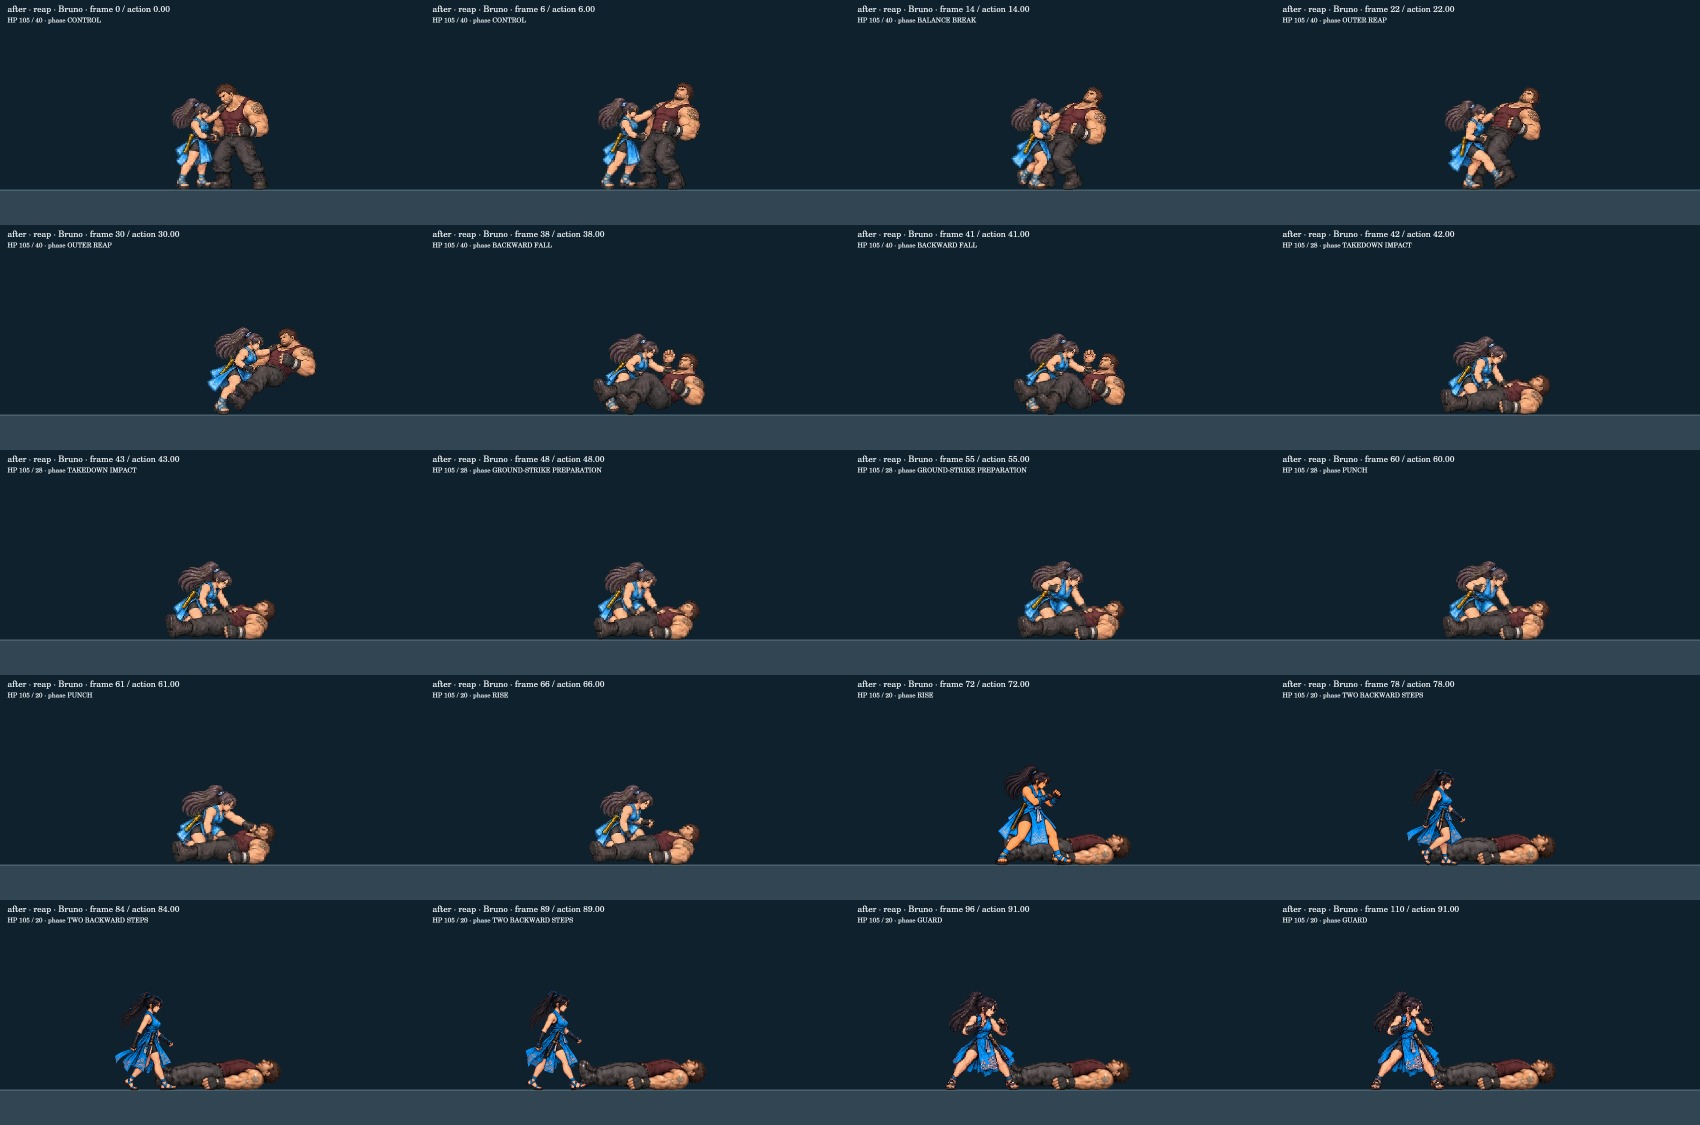 after · reap · Bruno · frame 0 / action 0.00
HP 105 / 40 · phase CONTROL
after · reap · Bruno · frame 6 / action 6.00
HP 105 / 40 · phase CONTROL
after · reap · Bruno · frame 14 / action 14.00
HP 105 / 40 · phase BALANCE BREAK
after · reap · Bruno · frame 22 / action 22.00
HP 105 / 40 · phase OUTER REAP
after · reap · Bruno · frame 30 / action 30.00
HP 105 / 40 · phase OUTER REAP
after · reap · Bruno · frame 38 / action 38.00
HP 105 / 40 · phase BACKWARD FALL
after · reap · Bruno · frame 41 / action 41.00
HP 105 / 40 · phase BACKWARD FALL
after · reap · Bruno · frame 42 / action 42.00
HP 105 / 28 · phase TAKEDOWN IMPACT
after · reap · Bruno · frame 43 / action 43.00
HP 105 / 28 · phase TAKEDOWN IMPACT
after · reap · Bruno · frame 48 / action 48.00
HP 105 / 28 · phase GROUND-STRIKE PREPARATION
after · reap · Bruno · frame 55 / action 55.00
HP 105 / 28 · phase GROUND-STRIKE PREPARATION
after · reap · Bruno · frame 60 / action 60.00
HP 105 / 28 · phase PUNCH
after · reap · Bruno · frame 61 / action 61.00
HP 105 / 20 · phase PUNCH
after · reap · Bruno · frame 66 / action 66.00
HP 105 / 20 · phase RISE
after · reap · Bruno · frame 72 / action 72.00
HP 105 / 20 · phase RISE
after · reap · Bruno · frame 78 / action 78.00
HP 105 / 20 · phase TWO BACKWARD STEPS
after · reap · Bruno · frame 84 / action 84.00
HP 105 / 20 · phase TWO BACKWARD STEPS
after · reap · Bruno · frame 89 / action 89.00
HP 105 / 20 · phase TWO BACKWARD STEPS
after · reap · Bruno · frame 96 / action 91.00
HP 105 / 20 · phase GUARD
after · reap · Bruno · frame 110 / action 91.00
HP 105 / 20 · phase GUARD